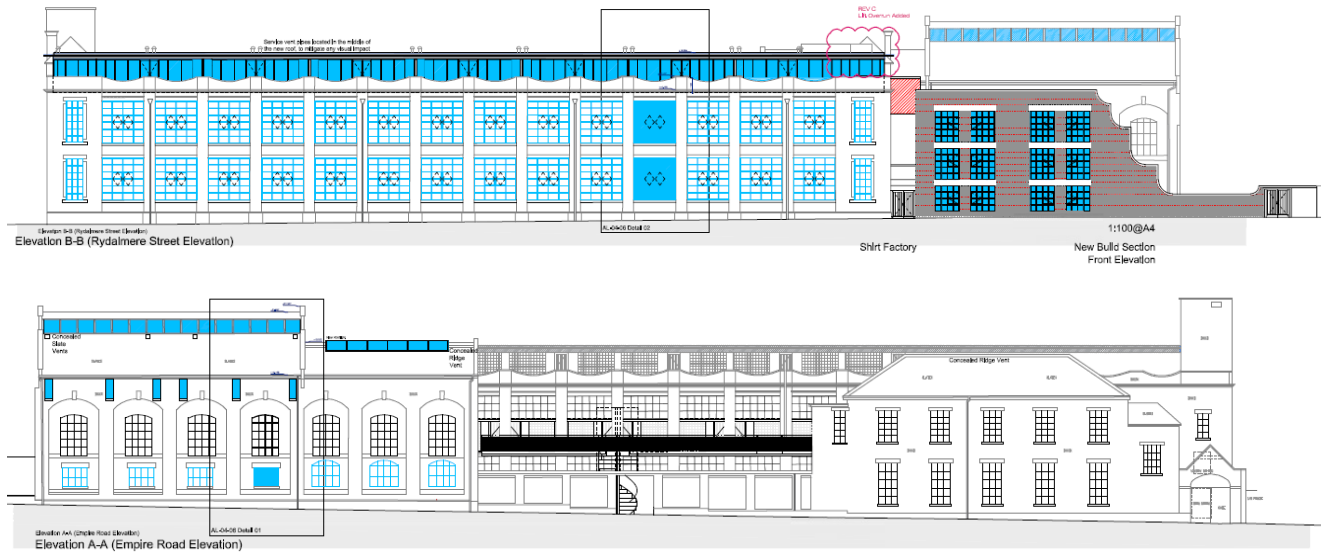 REV.C
Lift Overrun Added
Service vent pipes located in the middle of
the new roof, to mitigate any visual impact
Elevation B-B (Rydalmere Street Elevation)
Elevation B-B (Rydalmere Street Elevation)
AL-04-06 Detail 02
1:100@A4
Shirt Factory
New Build Section
Front Elevation
Concealed
Slate
Vents
Concealed
Ridge
Vent
Concealed Ridge Vent
Elevation A-A (Empire Road Elevation)
Elevation A-A (Empire Road Elevation)
AL-04-06 Detail 01